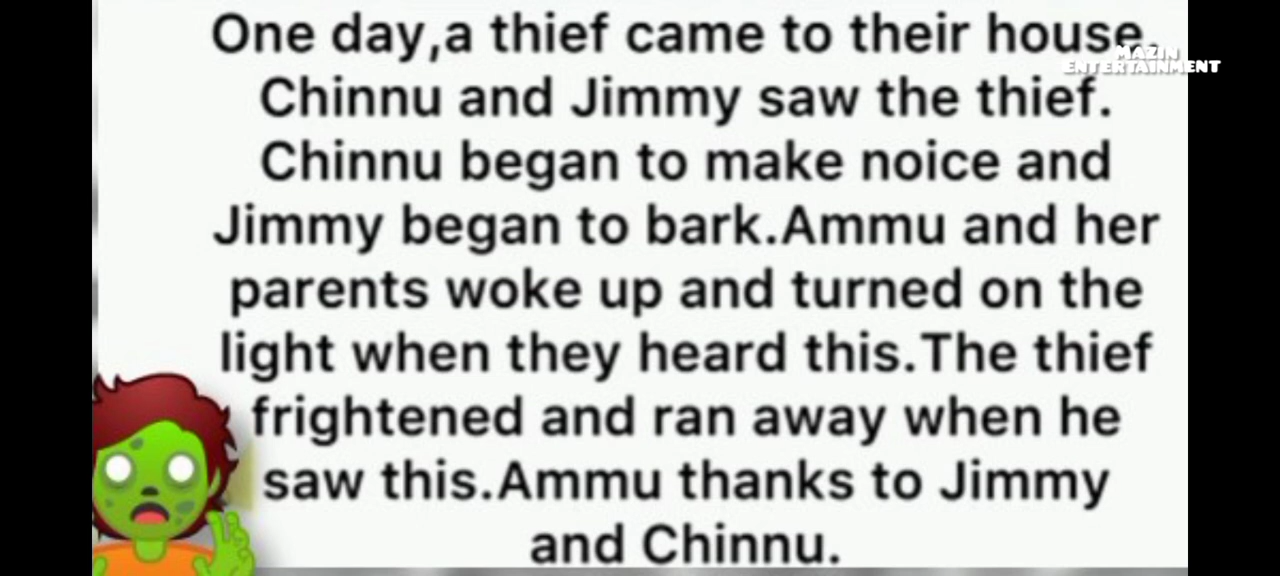 One day,a thief came to their house.
MAZIN
ENTERTAINMENT
Chinnu and Jimmy saw the thief.
Chinnu began to make noice and
Jimmy began to bark.Ammu and her
parents woke up and turned on the
light when they heard this.The thief
frightened and ran away when he
saw this.Ammu thanks to Jimmy
and Chinnu.